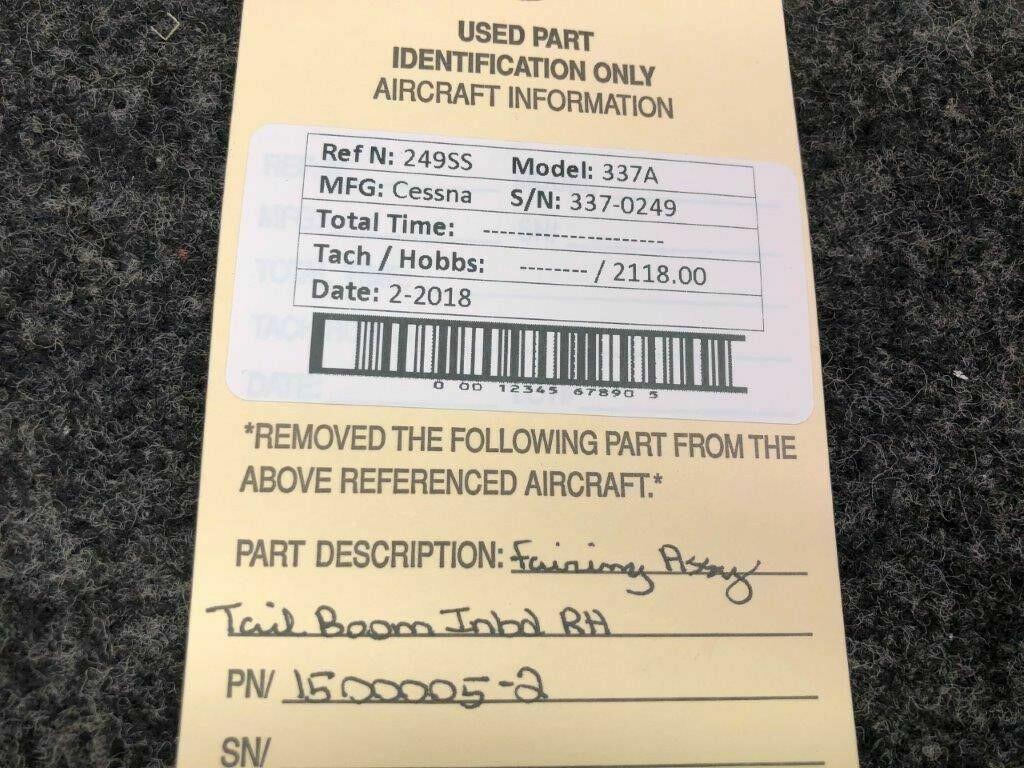 USED PART
IDENTIFICATION ONLY
AIRCRAFT INFORMATION
Ref N: 249SS Model: 337A
MFG: Cessna S/N: 337-0249
Total Time: ---------------------
Tach / Hobbs: -------- / 2118.00
Date: 2-2018
0 00 12345 67890 5
*REMOVED THE FOLLOWING PART FROM THE
ABOVE REFERENCED AIRCRAFT.*
PART DESCRIPTION: Fairing Assy
Tail Boom Inbd RH
PN/ 1500005-2
SN/